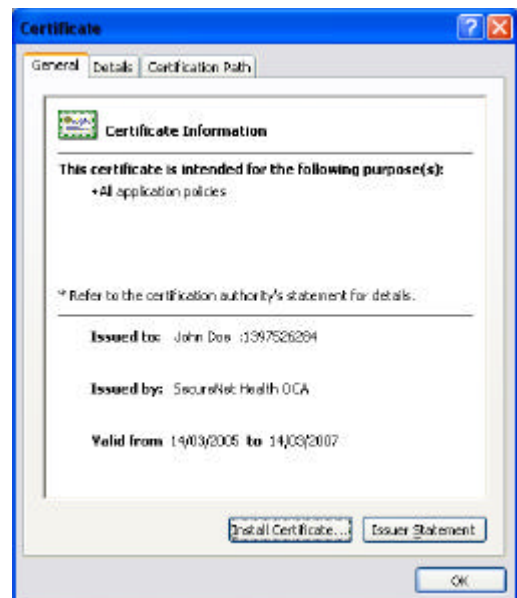 Certificate
General Details Certification Path
Certificate Information
This certificate is intended for the following purpose(s):
•All application policies
* Refer to the certification authority's statement for details.
Issued to: John Doe :1397526284
Issued by: SecureNet Health OCA
Valid from 14/03/2005 to 14/03/2007
Install Certificate... Issuer Statement
OK